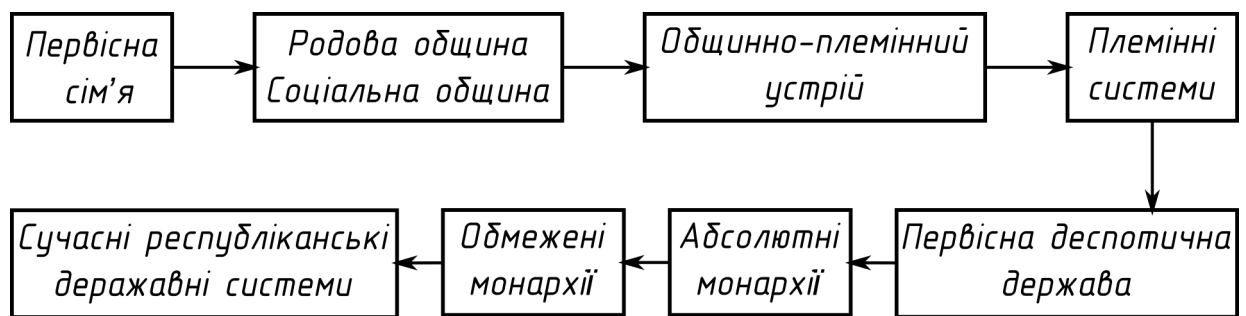 Первісна
сім'я
Родова община
Соціальна община
Общинно-племінний
устрій
Племінні
системи
Первісна деспотична
держава
Абсолютні
монархії
Обмежені
монархії
Сучасні республіканські
деражавні системи